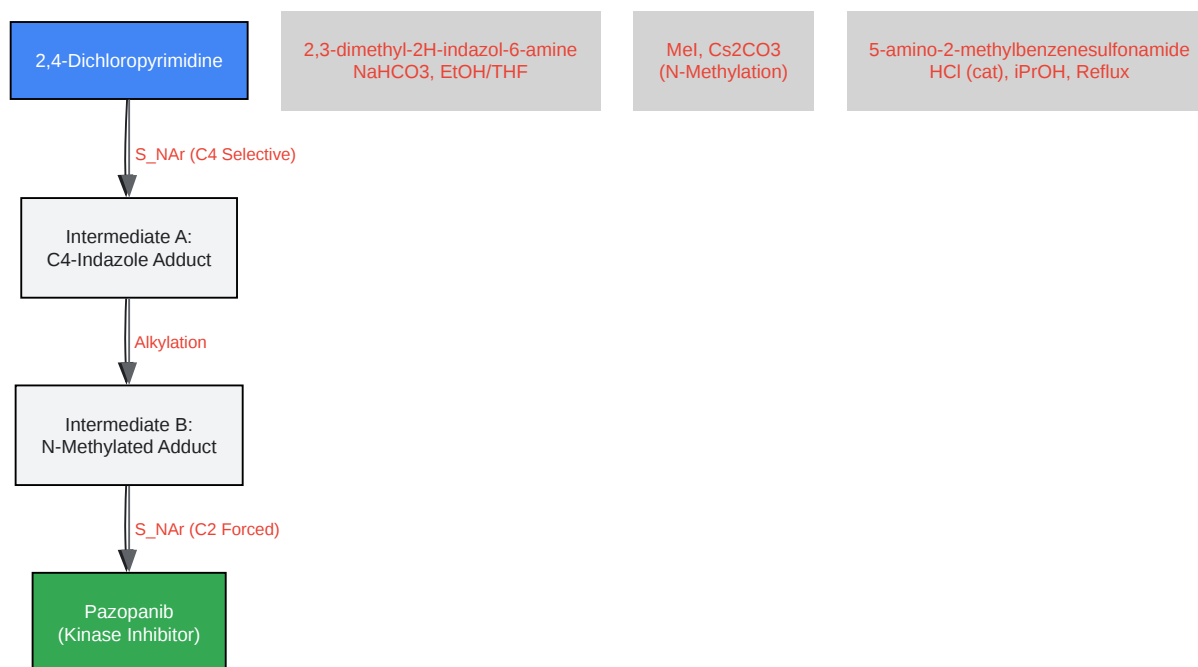 2,4-Dichloropyrimidine
2,3-dimethyl-2H-indazol-6-amine
NaHCO3, EtOH/THF
MeI, Cs2CO3
(N-Methylation)
5-amino-2-methylbenzenesulfonamide
HCl (cat), iPrOH, Reflux
S_NAr (C4 Selective)
Intermediate A:
C4-Indazole Adduct
Alkylation
Intermediate B:
N-Methylated Adduct
S_NAr (C2 Forced)
Pazopanib
(Kinase Inhibitor)